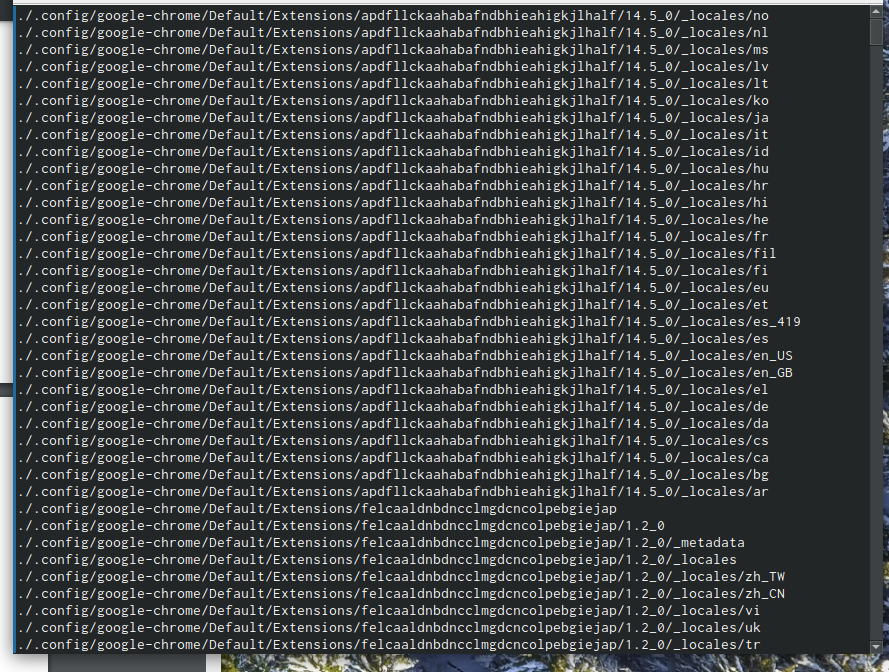 ./.config/google-chrome/Default/Extensions/apdfllckaahabafndbhieahigkjlhalf/14.5_0/_locales/no
./.config/google-chrome/Default/Extensions/apdfllckaahabafndbhieahigkjlhalf/14.5_0/_locales/nl
./.config/google-chrome/Default/Extensions/apdfllckaahabafndbhieahigkjlhalf/14.5_0/_locales/ms
./.config/google-chrome/Default/Extensions/apdfllckaahabafndbhieahigkjlhalf/14.5_0/_locales/lv
./.config/google-chrome/Default/Extensions/apdfllckaahabafndbhieahigkjlhalf/14.5_0/_locales/lt
./.config/google-chrome/Default/Extensions/apdfllckaahabafndbhieahigkjlhalf/14.5_0/_locales/ko
./.config/google-chrome/Default/Extensions/apdfllckaahabafndbhieahigkjlhalf/14.5_0/_locales/ja
./.config/google-chrome/Default/Extensions/apdfllckaahabafndbhieahigkjlhalf/14.5_0/_locales/it
./.config/google-chrome/Default/Extensions/apdfllckaahabafndbhieahigkjlhalf/14.5_0/_locales/id
./.config/google-chrome/Default/Extensions/apdfllckaahabafndbhieahigkjlhalf/14.5_0/_locales/hu
./.config/google-chrome/Default/Extensions/apdfllckaahabafndbhieahigkjlhalf/14.5_0/_locales/hr
./.config/google-chrome/Default/Extensions/apdfllckaahabafndbhieahigkjlhalf/14.5_0/_locales/hi
./.config/google-chrome/Default/Extensions/apdfllckaahabafndbhieahigkjlhalf/14.5_0/_locales/he
./.config/google-chrome/Default/Extensions/apdfllckaahabafndbhieahigkjlhalf/14.5_0/_locales/fr
./.config/google-chrome/Default/Extensions/apdfllckaahabafndbhieahigkjlhalf/14.5_0/_locales/fil
./.config/google-chrome/Default/Extensions/apdfllckaahabafndbhieahigkjlhalf/14.5_0/_locales/fi
./.config/google-chrome/Default/Extensions/apdfllckaahabafndbhieahigkjlhalf/14.5_0/_locales/eu
./.config/google-chrome/Default/Extensions/apdfllckaahabafndbhieahigkjlhalf/14.5_0/_locales/et
./.config/google-chrome/Default/Extensions/apdfllckaahabafndbhieahigkjlhalf/14.5_0/_locales/es_419
./.config/google-chrome/Default/Extensions/apdfllckaahabafndbhieahigkjlhalf/14.5_0/_locales/es
./.config/google-chrome/Default/Extensions/apdfllckaahabafndbhieahigkjlhalf/14.5_0/_locales/en_US
./.config/google-chrome/Default/Extensions/apdfllckaahabafndbhieahigkjlhalf/14.5_0/_locales/en_GB
./.config/google-chrome/Default/Extensions/apdfllckaahabafndbhieahigkjlhalf/14.5_0/_locales/el
./.config/google-chrome/Default/Extensions/apdfllckaahabafndbhieahigkjlhalf/14.5_0/_locales/de
./.config/google-chrome/Default/Extensions/apdfllckaahabafndbhieahigkjlhalf/14.5_0/_locales/da
./.config/google-chrome/Default/Extensions/apdfllckaahabafndbhieahigkjlhalf/14.5_0/_locales/cs
./.config/google-chrome/Default/Extensions/apdfllckaahabafndbhieahigkjlhalf/14.5_0/_locales/ca
./.config/google-chrome/Default/Extensions/apdfllckaahabafndbhieahigkjlhalf/14.5_0/_locales/bg
./.config/google-chrome/Default/Extensions/apdfllckaahabafndbhieahigkjlhalf/14.5_0/_locales/ar
./.config/google-chrome/Default/Extensions/felcaaldnbdncclmgdcncolpebgiejap
./.config/google-chrome/Default/Extensions/felcaaldnbdncclmgdcncolpebgiejap/1.2_0
./.config/google-chrome/Default/Extensions/felcaaldnbdncclmgdcncolpebgiejap/1.2_0/_metadata
./.config/google-chrome/Default/Extensions/felcaaldnbdncclmgdcncolpebgiejap/1.2_0/_locales
./.config/google-chrome/Default/Extensions/felcaaldnbdncclmgdcncolpebgiejap/1.2_0/_locales/zh_TW
./.config/google-chrome/Default/Extensions/felcaaldnbdncclmgdcncolpebgiejap/1.2_0/_locales/zh_CN
./.config/google-chrome/Default/Extensions/felcaaldnbdncclmgdcncolpebgiejap/1.2_0/_locales/vi
./.config/google-chrome/Default/Extensions/felcaaldnbdncclmgdcncolpebgiejap/1.2_0/_locales/uk
./.config/google-chrome/Default/Extensions/felcaaldnbdncclmgdcncolpebgiejap/1.2_0/_locales/tr